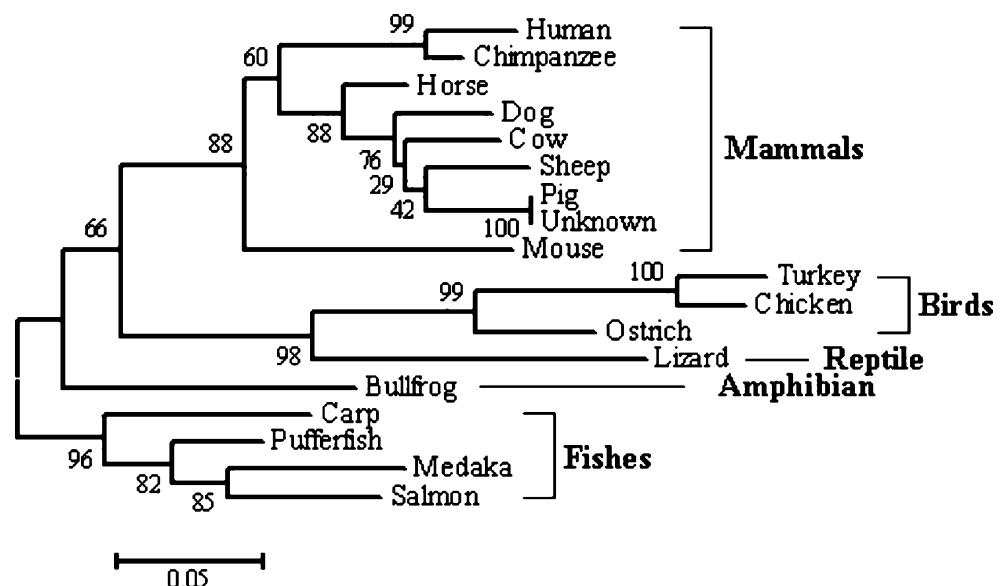 99 Human
60 Chimpanzee
Horse
Dog
88 Cow
88 Mammals
76 Sheep
29 Pig
42 Unknown
100
66 Mouse
100 Turkey
99 Chicken Birds
Ostrich
98 Lizard Reptile
Bullfrog Amphibian
Carp
Pufferfish
96 Medaka Fishes
82 Salmon
85
0.05